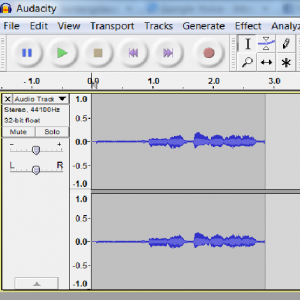 Audacity
File Edit View Transport Tracks Generate Effect Analyz
- 1.0 0.0 1.0 2.0 3.0
X Audio Track
Stereo, 44100Hz
32-bit float
Mute Solo
- +
L R
1.0
0.5
0.0
-0.5
-1.0
1.0
0.5
0.0
-0.5
-1.0